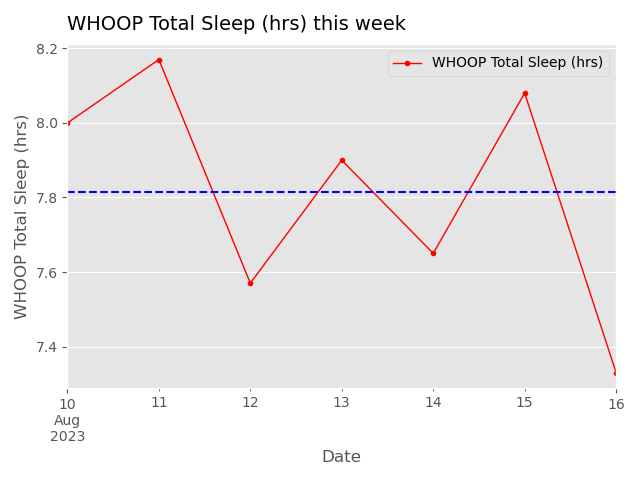 WHOOP Total Sleep (hrs) this week
WHOOP Total Sleep (hrs)
WHOOP Total Sleep (hrs)
8.2
8.0
7.8
7.6
7.4
10 11 12 13 14 15 16
Aug
2023
Date